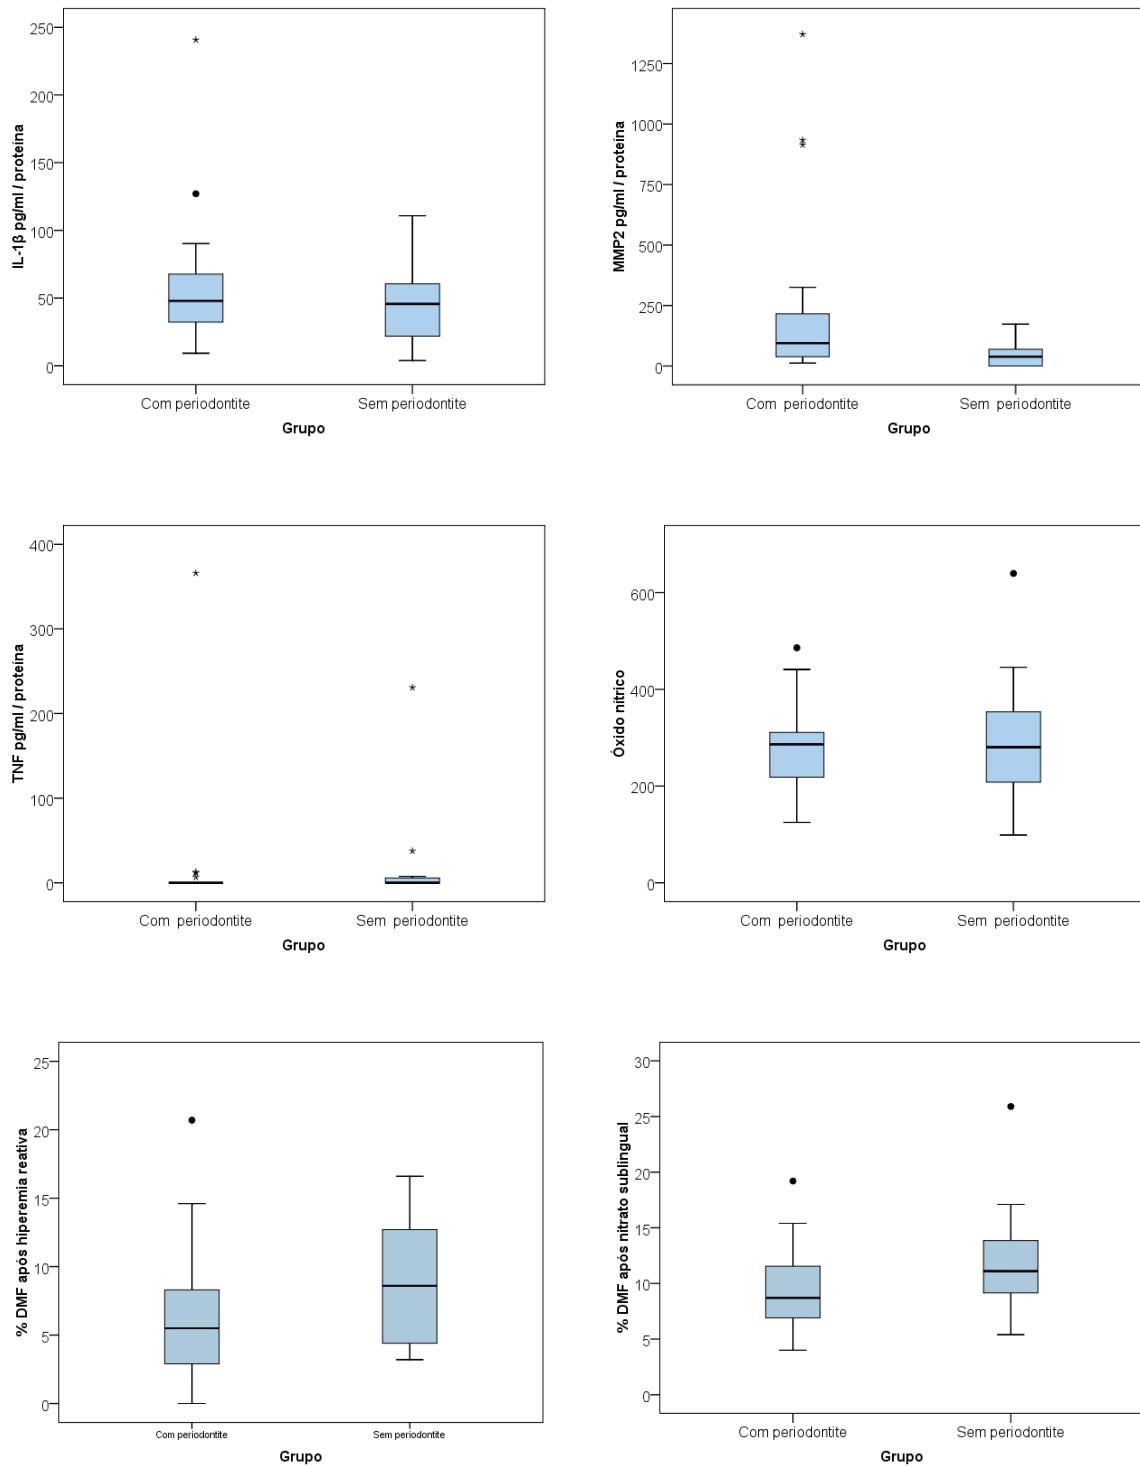 IL-1β pg/ml / proteína
250
200
150
100
50
0
Com periodontite Sem periodontite
Grupo
MMP2 pg/ml / proteína
1250
1000
750
500
250
0
Com periodontite Sem periodontite
Grupo
TNF pg/ml / proteína
400
300
200
100
0
Com periodontite Sem periodontite
Grupo
Óxido nítrico
600
400
200
0
Com periodontite Sem periodontite
Grupo
% DMF após hiperemia reativa
25
20
15
10
5
0
Com periodontite Sem periodontite
Grupo
% DMF após nitrato sublingual
30
25
20
15
10
5
0
Com periodontite Sem periodontite
Grupo